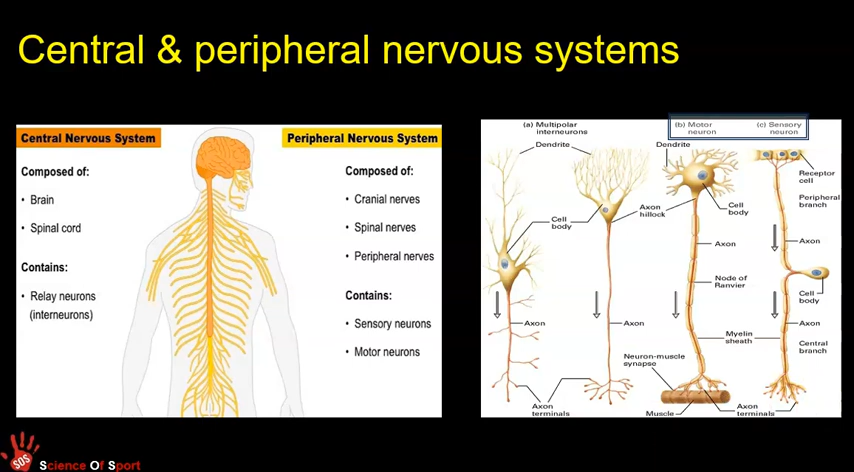 Central & peripheral nervous systems
Central Nervous System
Composed of:
• Brain
• Spinal cord
Contains:
• Relay neurons
(interneurons)
Peripheral Nervous System
Composed of:
• Cranial nerves
• Spinal nerves
• Peripheral nerves
Contains:
• Sensory neurons
• Motor neurons
(a) Multipolar
interneurons
Dendrite
Cell
body
Axon
hillock
Axon
Axon
Axon
terminals
(b) Motor
neuron
Dendrite
Cell
body
Axon
Node of
Ranvier
Myelin
sheath
Neuron-muscle
synapse
Muscle
Axon
terminals
(c) Sensory
neuron
Receptor
cell
Peripheral
branch
Axon
Cell
body
Axon
Central
branch
SOS
Science Of Sport